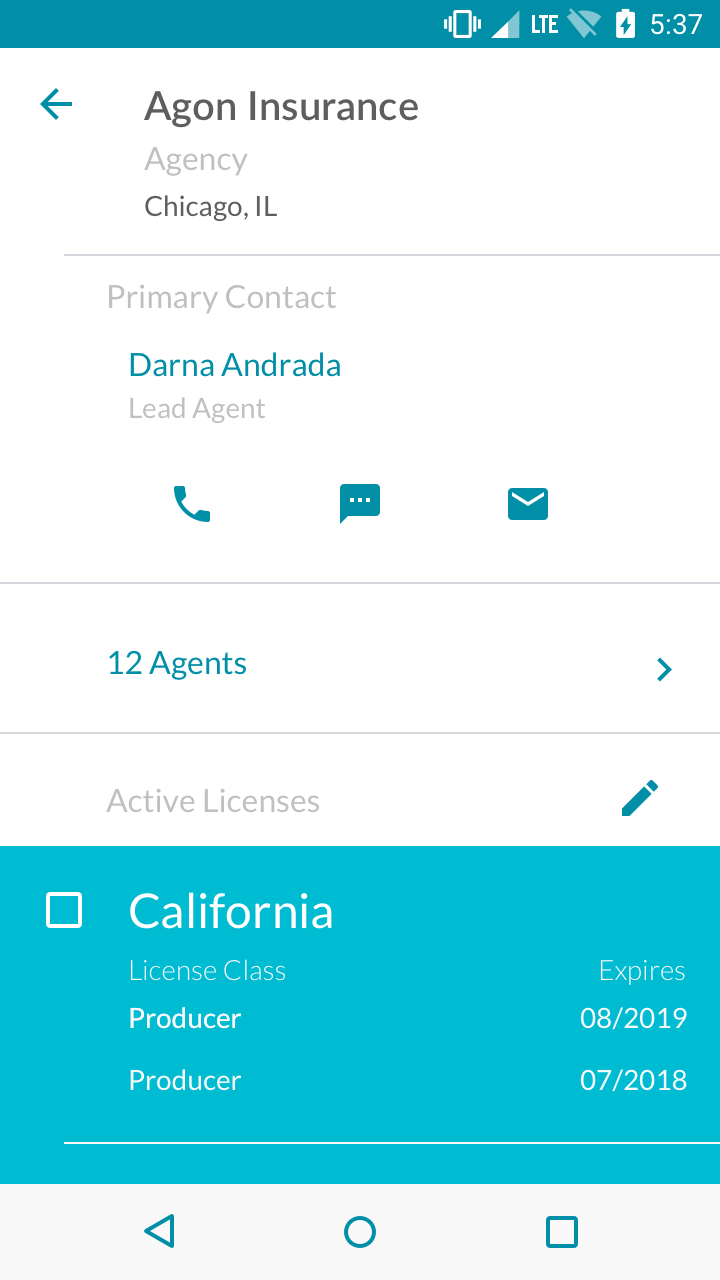 LTE 5:37
Agon Insurance
Agency
Chicago, IL
Primary Contact
Darna Andrada
Lead Agent
12 Agents
Active Licenses
California
License Class Expires
Producer 08/2019
Producer 07/2018